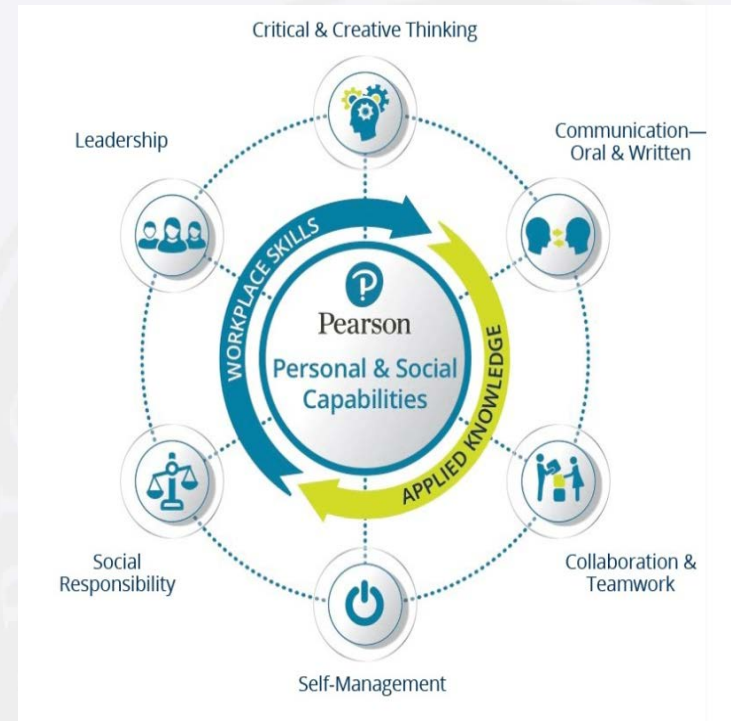 Critical & Creative Thinking
Communication—
Oral & Written
Leadership
WORKPLACE SKILLS
APPLIED KNOWLEDGE
Pearson
Personal & Social
Capabilities
Social
Responsibility
Collaboration &
Teamwork
Self-Management